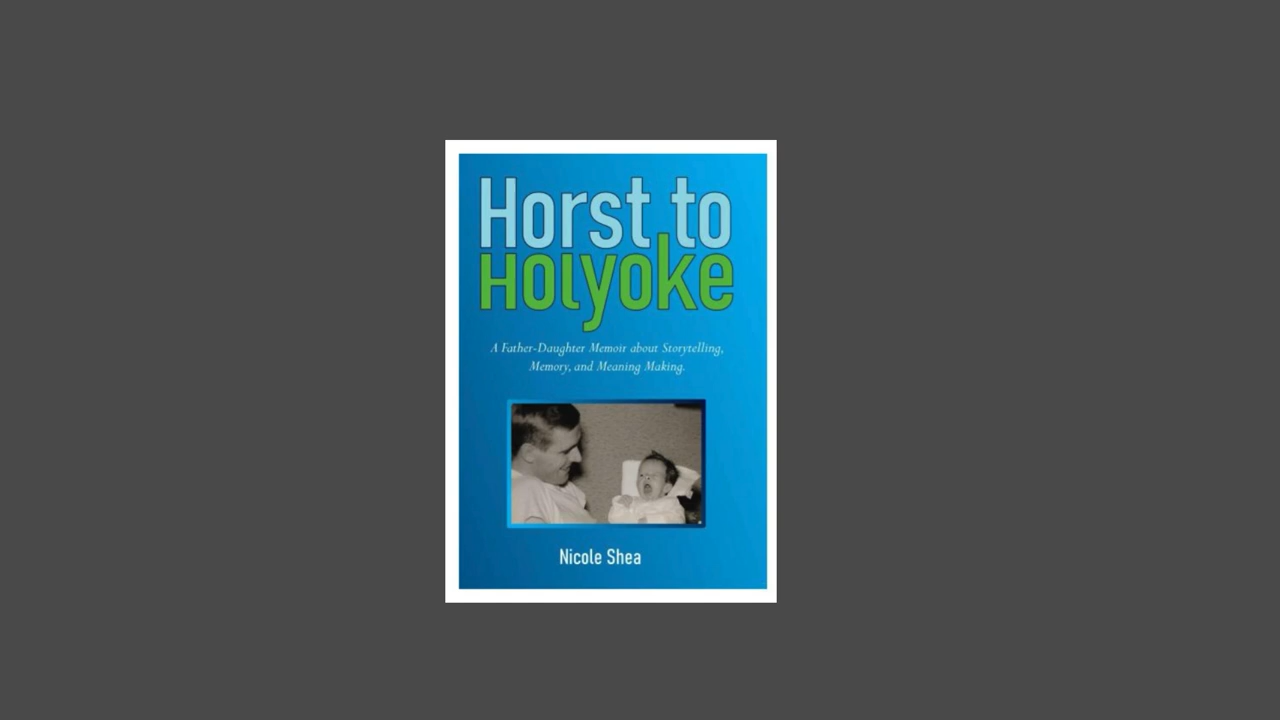 Horst to
Holyoke
A Father-Daughter Memoir about Storytelling,
Memory, and Meaning Making.
Nicole Shea